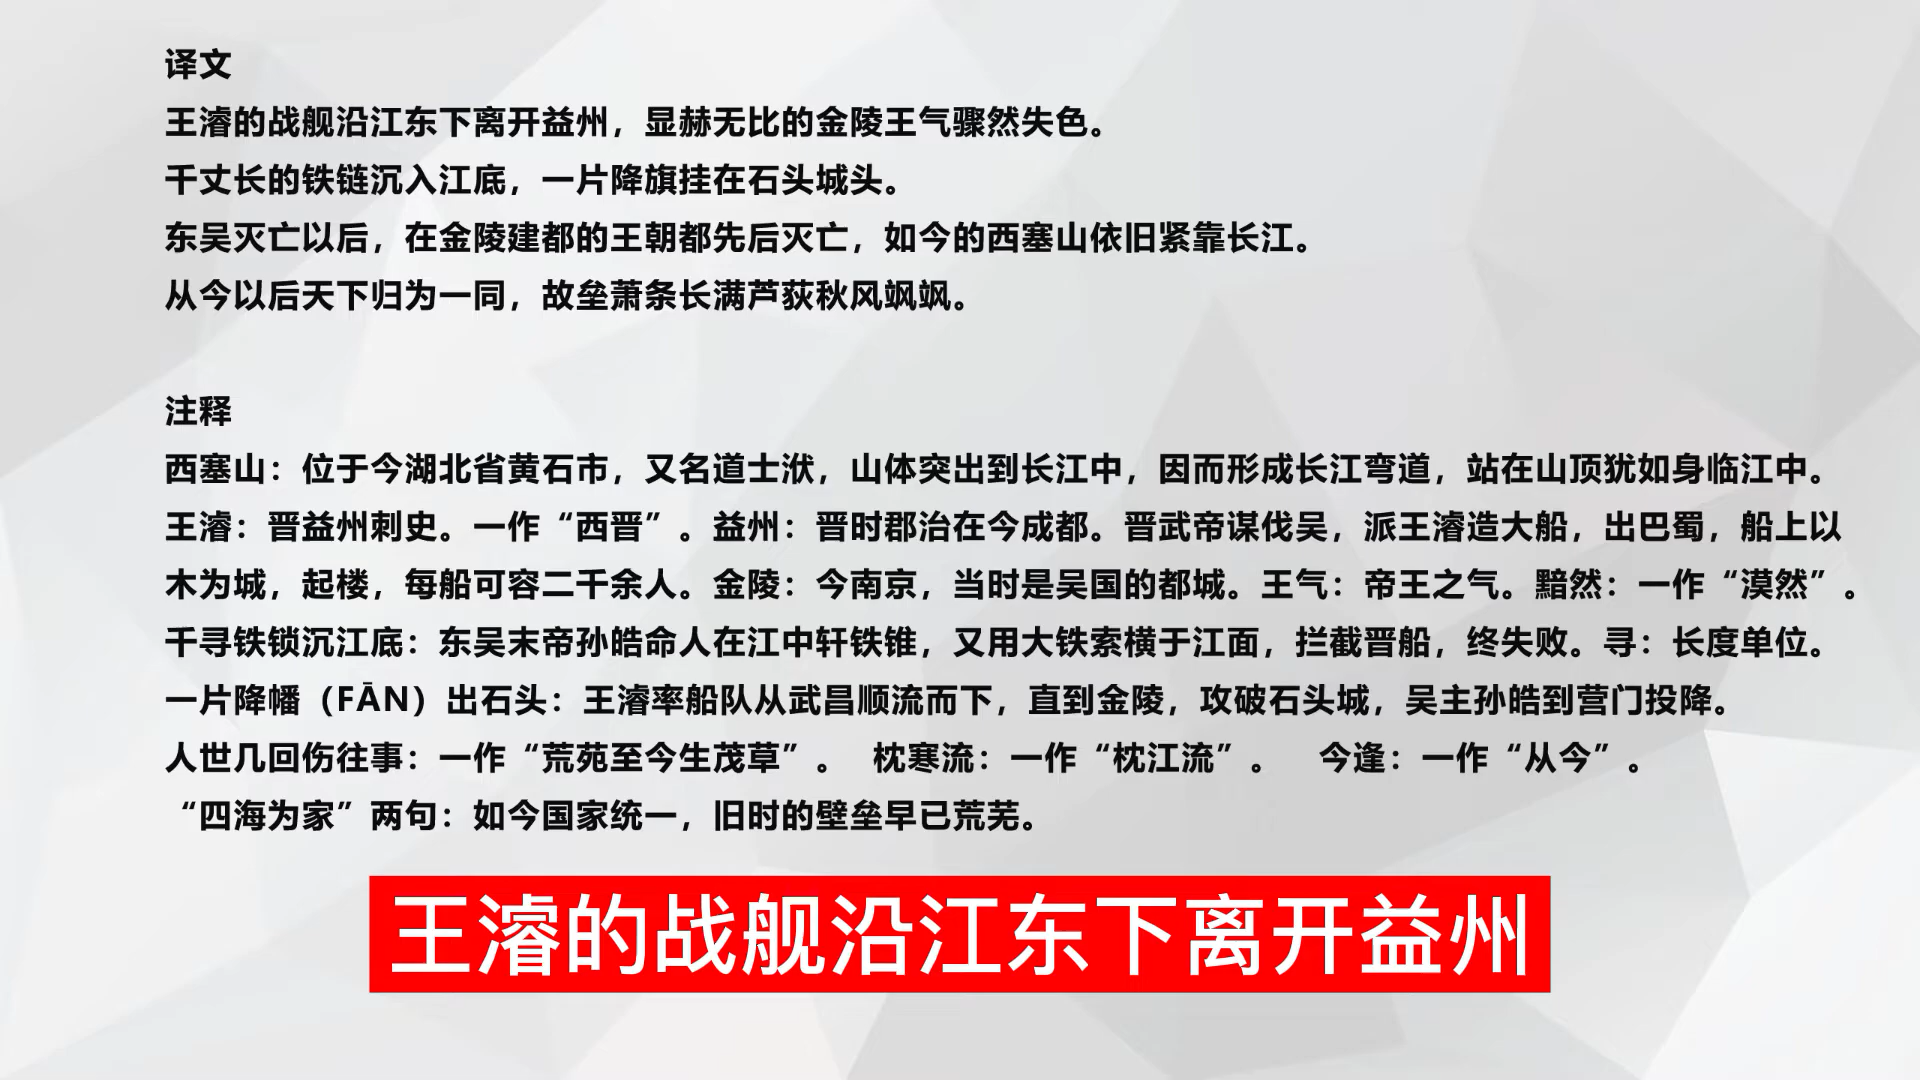 译文
王濬的战舰沿江东下离开益州，显赫无比的金陵王气骤然失色。
千丈长的铁链沉入江底，一片降旗挂在石头城头。
东吴灭亡以后，在金陵建都的王朝都先后灭亡，如今的西塞山依旧紧靠长江。
从今以后天下归为一同，故垒萧条长满芦荻秋风飒飒。
注释
西塞山：位于今湖北省黄石市，又名道士洑，山体突出到长江中，因而形成长江弯道，站在山顶犹如身临江中。
王濬：晋益州刺史。一作“西晋”。益州：晋时郡治在今成都。晋武帝谋伐吴，派王濬造大船，出巴蜀，船上以
木为城，起楼，每船可容二千余人。金陵：今南京，当时是吴国的都城。王气：帝王之气。黯然：一作“漠然”。
千寻铁锁沉江底：东吴末帝孙皓命人在江中轩铁锥，又用大铁索横于江面，拦截晋船，终失败。寻：长度单位。
一片降幡（FĀN）出石头：王濬率船队从武昌顺流而下，直到金陵，攻破石头城，吴主孙皓到营门投降。
人世几回伤往事：一作“荒苑至今生茂草”。 枕寒流：一作“枕江流”。 今逢：一作“从今”。
“四海为家”两句：如今国家统一，旧时的壁垒早已荒芜。
王濬的战舰沿江东下离开益州